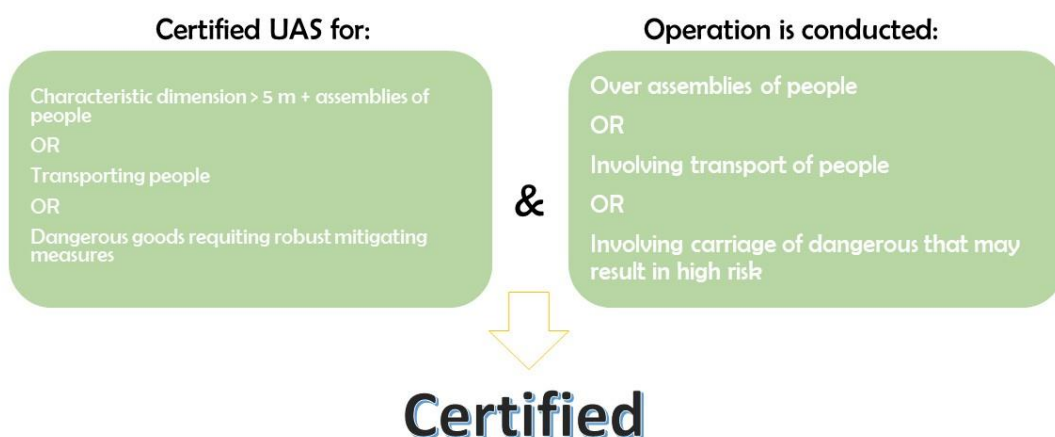 Certified UAS for:
Characteristic dimension > 5 m + assemblies of
people
OR
Transporting people
OR
Dangerous goods requiting robust mitigating
measures
&
Operation is conducted:
Over assemblies of people
OR
Involving transport of people
OR
Involving carriage of dangerous that may
result in high risk
Certified